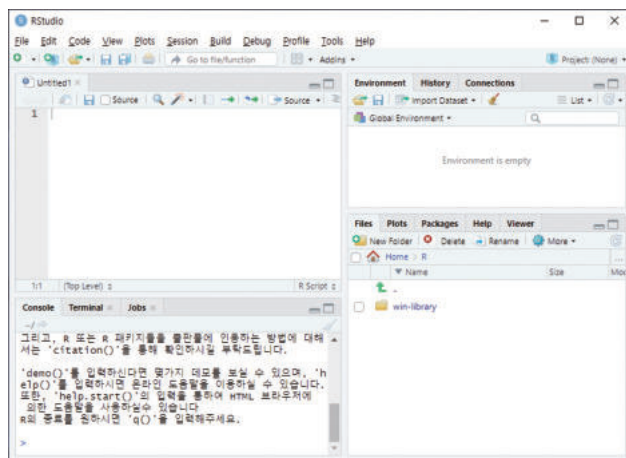 RStudio
File Edit Code View Plots Session Build Debug Profile Tools Help
Go to file/function Addins Project: (None)
Untitled1
Source Source
1
1:1 (Top Level) R Script
Console Terminal Jobs
~/
그리고, R 또는 R 패키지들을 출판물에 인용하는 방법에 대해
서는 'citation()'을 통해 확인하시길 부탁드립니다.
'demo()'를 입력하신다면 몇가지 데모를 보실 수 있으며, 'h
elp()'를 입력하시면 온라인 도움말을 이용하실 수 있습니다.
또한, 'help.start()'의 입력을 통하여 HTML 브라우저에
의한 도움말을 사용하실수 있습니다
R의 종료를 원하시면 'q()'을 입력해주세요.
>
Environment History Connections
Import Dataset List
Global Environment
Environment is empty
Files Plots Packages Help Viewer
New Folder Delete Rename More
Home R
Name Size
win-library